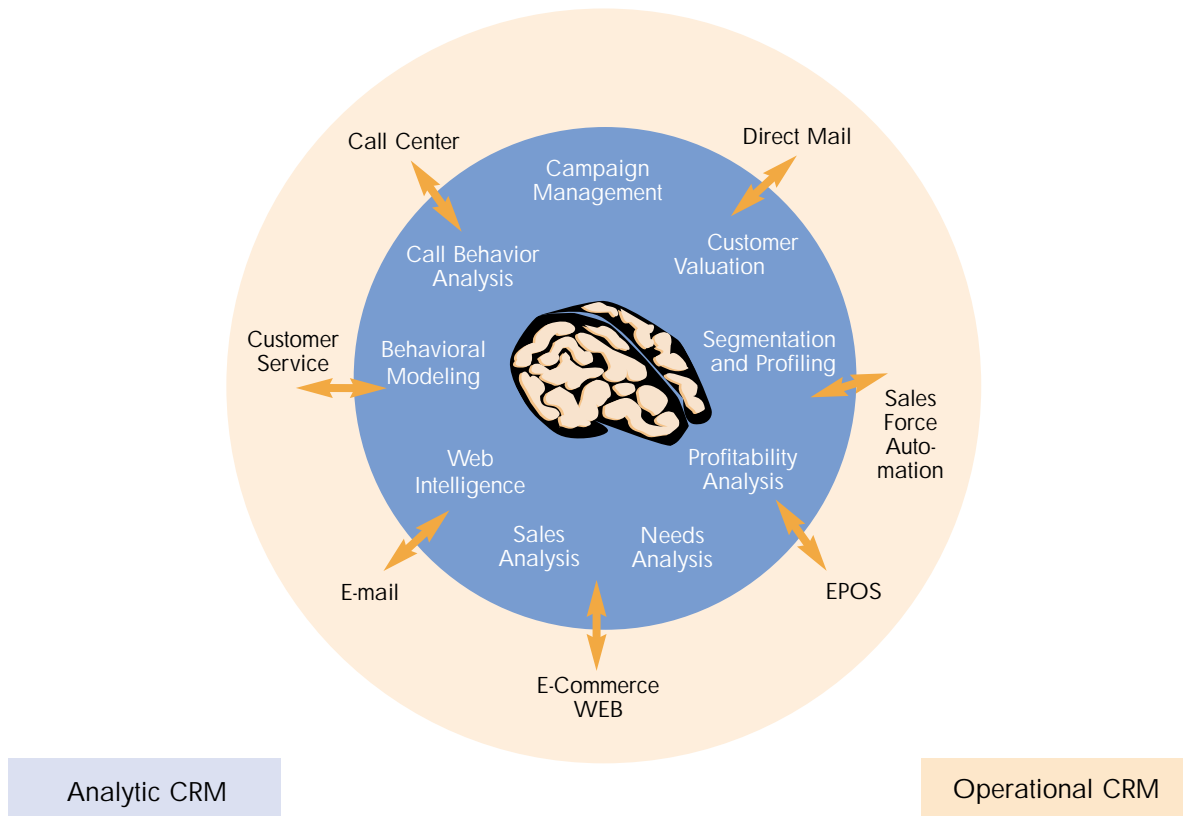 Call Center
Direct Mail
Campaign
Management
Call Behavior
Analysis
Customer
Valuation
Customer
Service
Behavioral
Modeling
Segmentation
and Profiling
Sales
Force
Auto-
mation
Web
Intelligence
Profitability
Analysis
Sales
Analysis
Needs
Analysis
E-mail
EPOS
E-Commerce
WEB
Analytic CRM
Operational CRM